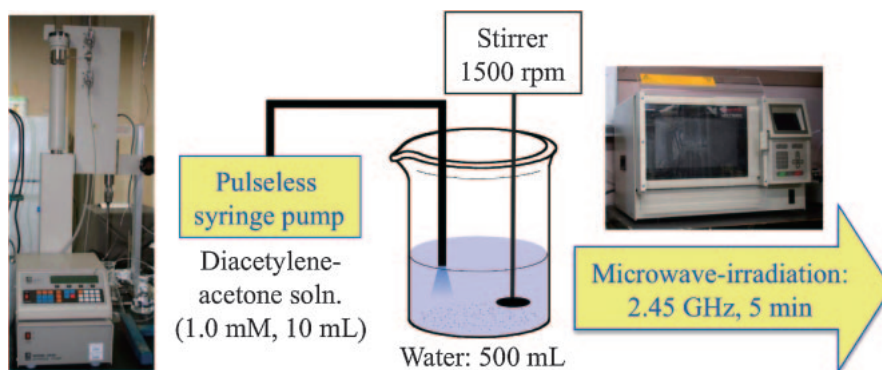 Stirrer
1500 rpm
Pulseless
syringe pump
Diacetylene-
acetone soln.
(1.0 mM, 10 mL)
Water: 500 mL
Microwave-irradiation:
2.45 GHz, 5 min